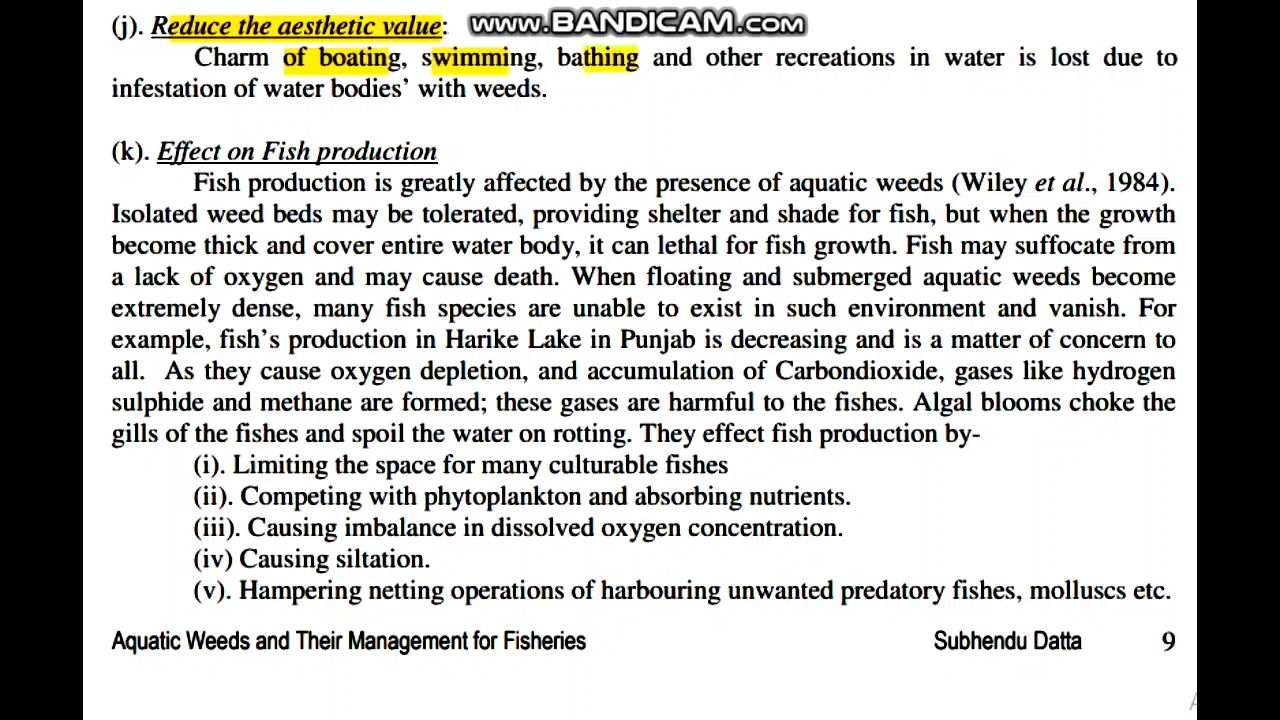 (j). Reduce the aesthetic value:
www.BANDICAM.com
Charm of boating, swimming, bathing and other recreations in water is lost due to
infestation of water bodies’ with weeds.
(k). Effect on Fish production
Fish production is greatly affected by the presence of aquatic weeds (Wiley et al., 1984).
Isolated weed beds may be tolerated, providing shelter and shade for fish, but when the growth
become thick and cover entire water body, it can lethal for fish growth. Fish may suffocate from
a lack of oxygen and may cause death. When floating and submerged aquatic weeds become
extremely dense, many fish species are unable to exist in such environment and vanish. For
example, fish’s production in Harike Lake in Punjab is decreasing and is a matter of concern to
all. As they cause oxygen depletion, and accumulation of Carbondioxide, gases like hydrogen
sulphide and methane are formed; these gases are harmful to the fishes. Algal blooms choke the
gills of the fishes and spoil the water on rotting. They effect fish production by-
(i). Limiting the space for many culturable fishes
(ii). Competing with phytoplankton and absorbing nutrients.
(iii). Causing imbalance in dissolved oxygen concentration.
(iv) Causing siltation.
(v). Hampering netting operations of harbouring unwanted predatory fishes, molluscs etc.
Aquatic Weeds and Their Management for Fisheries Subhendu Datta 9